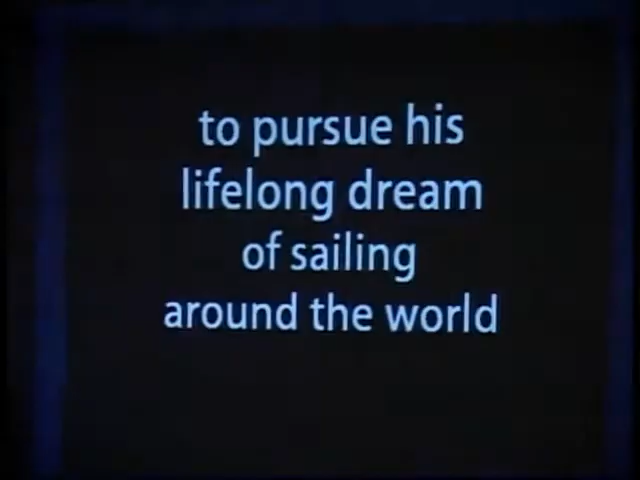 to pursue his
lifelong dream
of sailing
around the world